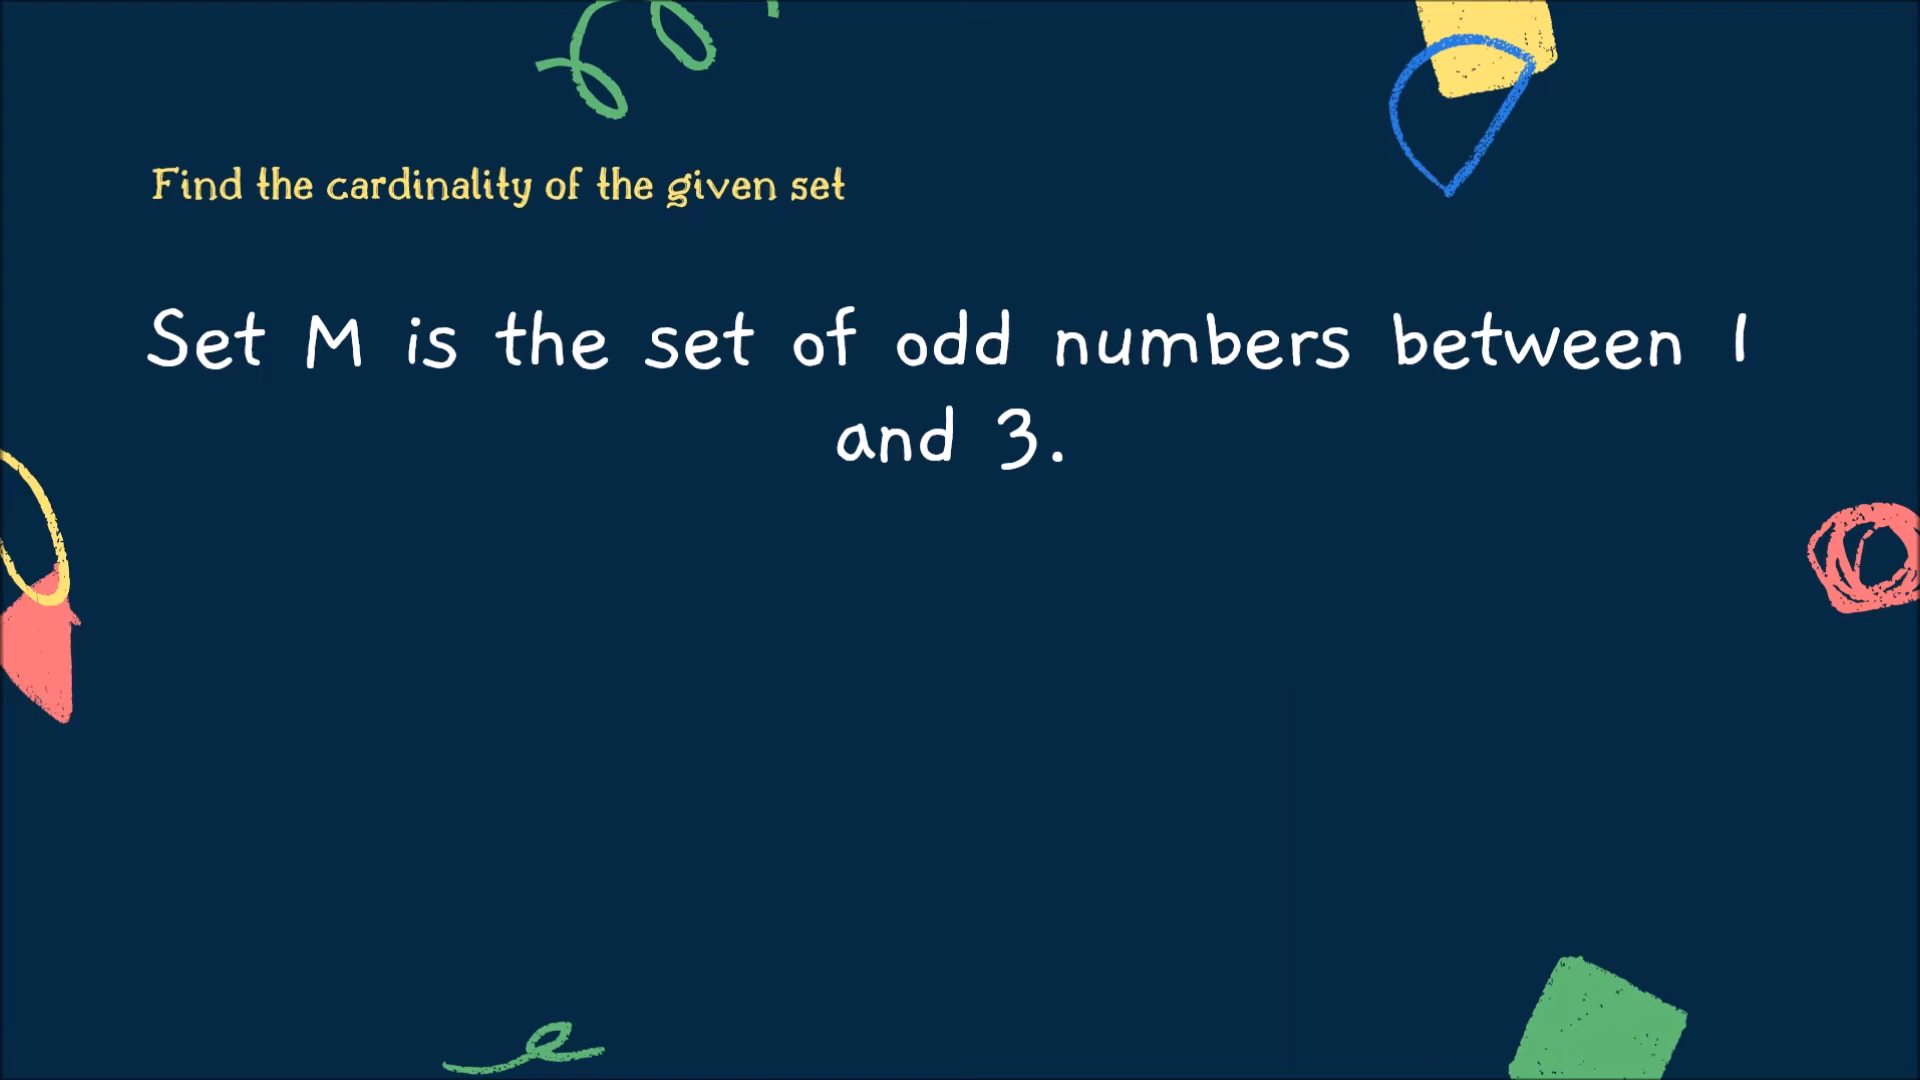 Find the cardinality of the given set
Set M is the set of odd numbers between 1
and 3.